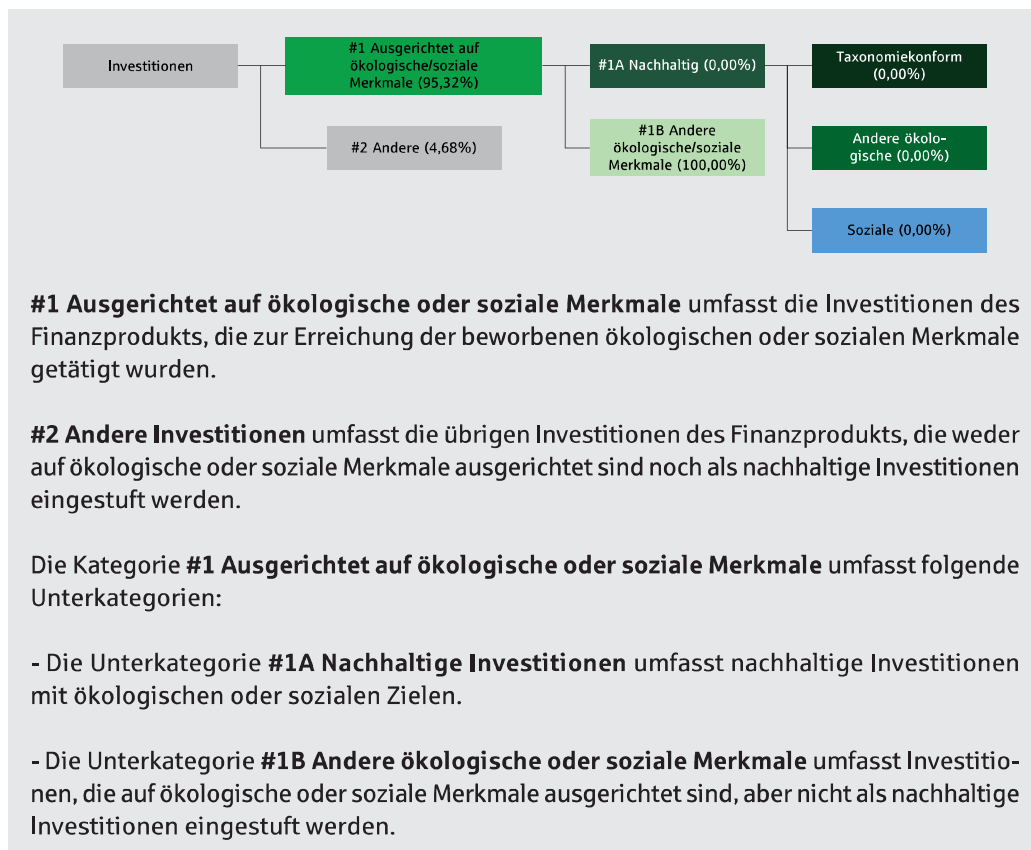 Investitionen
#1 Ausgerichtet auf
ökologische/soziale
Merkmale (95,32%)
#2 Andere (4,68%)
#1A Nachhaltig (0,00%)
#1B Andere
ökologische/soziale
Merkmale (100,00%)
Taxonomiekonform
(0,00%)
Andere ökolo-
gische (0,00%)
Soziale (0,00%)
#1 Ausgerichtet auf ökologische oder soziale Merkmale umfasst die Investitionen des
Finanzprodukts, die zur Erreichung der beworbenen ökologischen oder sozialen Merkmale
getätigt wurden.
#2 Andere Investitionen umfasst die übrigen Investitionen des Finanzprodukts, die weder
auf ökologische oder soziale Merkmale ausgerichtet sind noch als nachhaltige Investitionen
eingestuft werden.
Die Kategorie #1 Ausgerichtet auf ökologische oder soziale Merkmale umfasst folgende
Unterkategorien:
- Die Unterkategorie #1A Nachhaltige Investitionen umfasst nachhaltige Investitionen
mit ökologischen oder sozialen Zielen.
- Die Unterkategorie #1B Andere ökologische oder soziale Merkmale umfasst Investitio-
nen, die auf ökologische oder soziale Merkmale ausgerichtet sind, aber nicht als nachhaltige
Investitionen eingestuft werden.